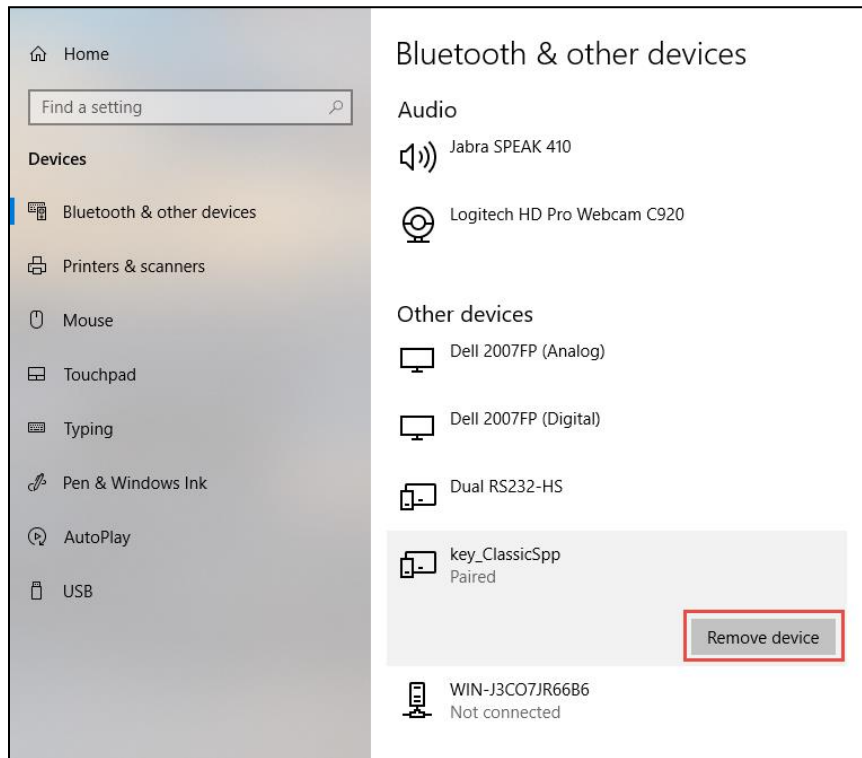 Home
Find a setting
Devices
Bluetooth & other devices
Printers & scanners
Mouse
Touchpad
Typing
Pen & Windows Ink
AutoPlay
USB
Bluetooth & other devices
Audio
Jabra SPEAK 410
Logitech HD Pro Webcam C920
Other devices
Dell 2007FP (Analog)
Dell 2007FP (Digital)
Dual RS232-HS
key_ClassicSpp
Paired
Remove device
WIN-J3CO7JR66B6
Not connected